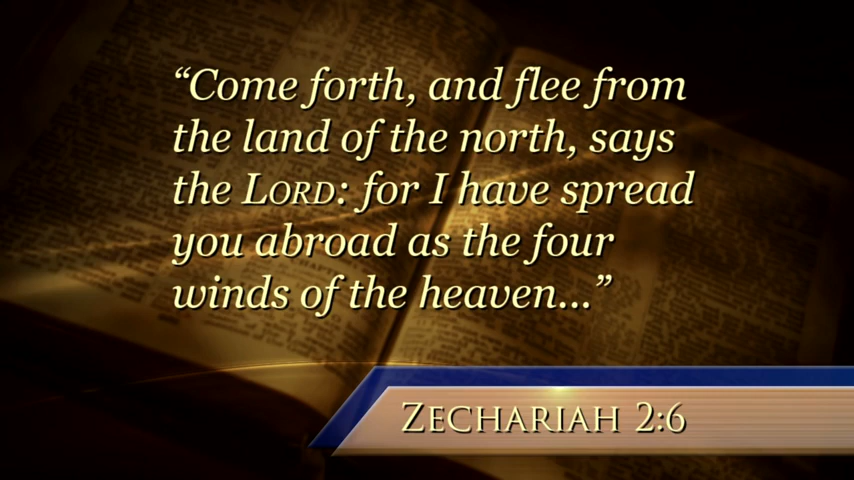 “Come forth, and flee from
the land of the north, says
the LORD: for I have spread
you abroad as the four
winds of the heaven...”
ZECHARIAH 2:6